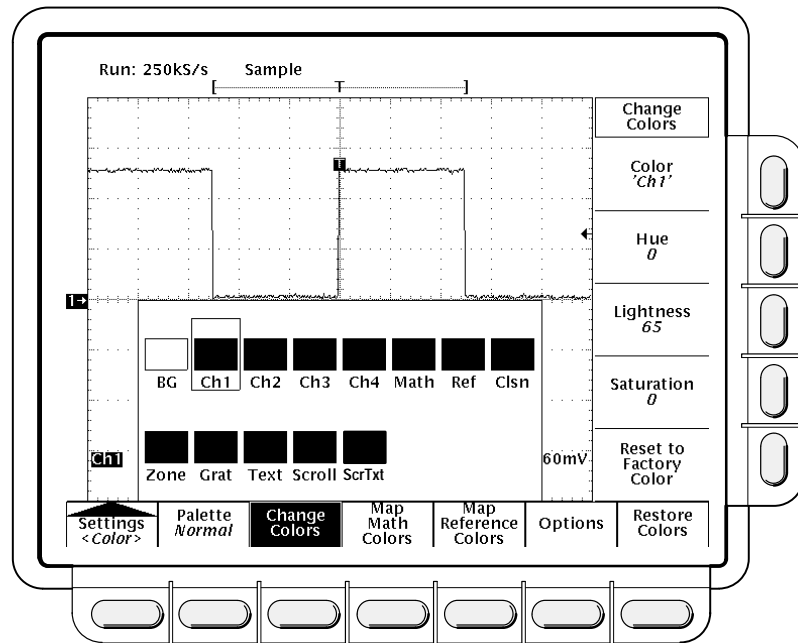 Run: 250kS/s Sample
T
T
Change
Colors
Color
'Ch1'
Hue
0
Lightness
65
Saturation
0
Reset to
Factory
Color
1→
BG Ch1 Ch2 Ch3 Ch4 Math Ref Clsn
Zone Grat Text Scroll ScrTxt
Ch1 60mV
Settings
<Color>
Palette
Normal
Change
Colors
Map
Math
Colors
Map
Reference
Colors
Options
Restore
Colors